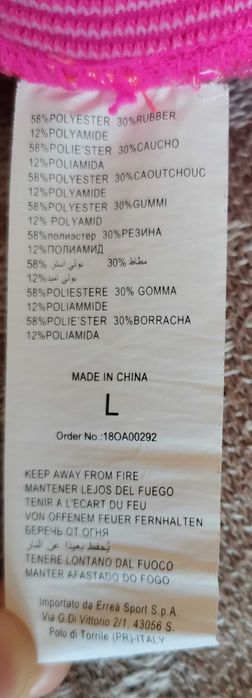 58%POLYESTER 30%RUBBER
12%POLYAMIDE
58%POLIE'STER 30%CAUCHO
12%POLIAMIDA
58%POLYESTER 30%CAOUTCHOUC
12%POLYAMIDE
58%POLYESTER 30%GUMMI
12% POLYAMID
58%полиэстер 30%РЕЗИНА
12%ПОЛИАМИД
58% بولي استر 30% مطاط
12%بولي اميد
58%POLIESTERE 30% GOMMA
12%POLIAMMIDE
58%POLIE'STER 30%BORRACHA
12%POLIAMIDA
MADE IN CHINA
L
Order No.:18OA00292
KEEP AWAY FROM FIRE
MANTENER LEJOS DEL FUEGO
TENIR A L'ECART DU FEU
VON OFFENEM FEUER FERNHALTEN
БЕРЕЧЬ ОТ ОГНЯ
يُحفظ بعيدًا عن النار
TENERE LONTANO DAL FUOCO
MANTER AFASTADO DO FOGO
Importato da Erreà Sport S.p.A.
Via G.Di Vittorio 2/1, 43056 S.
Polo di Torrile (PR)-ITALY